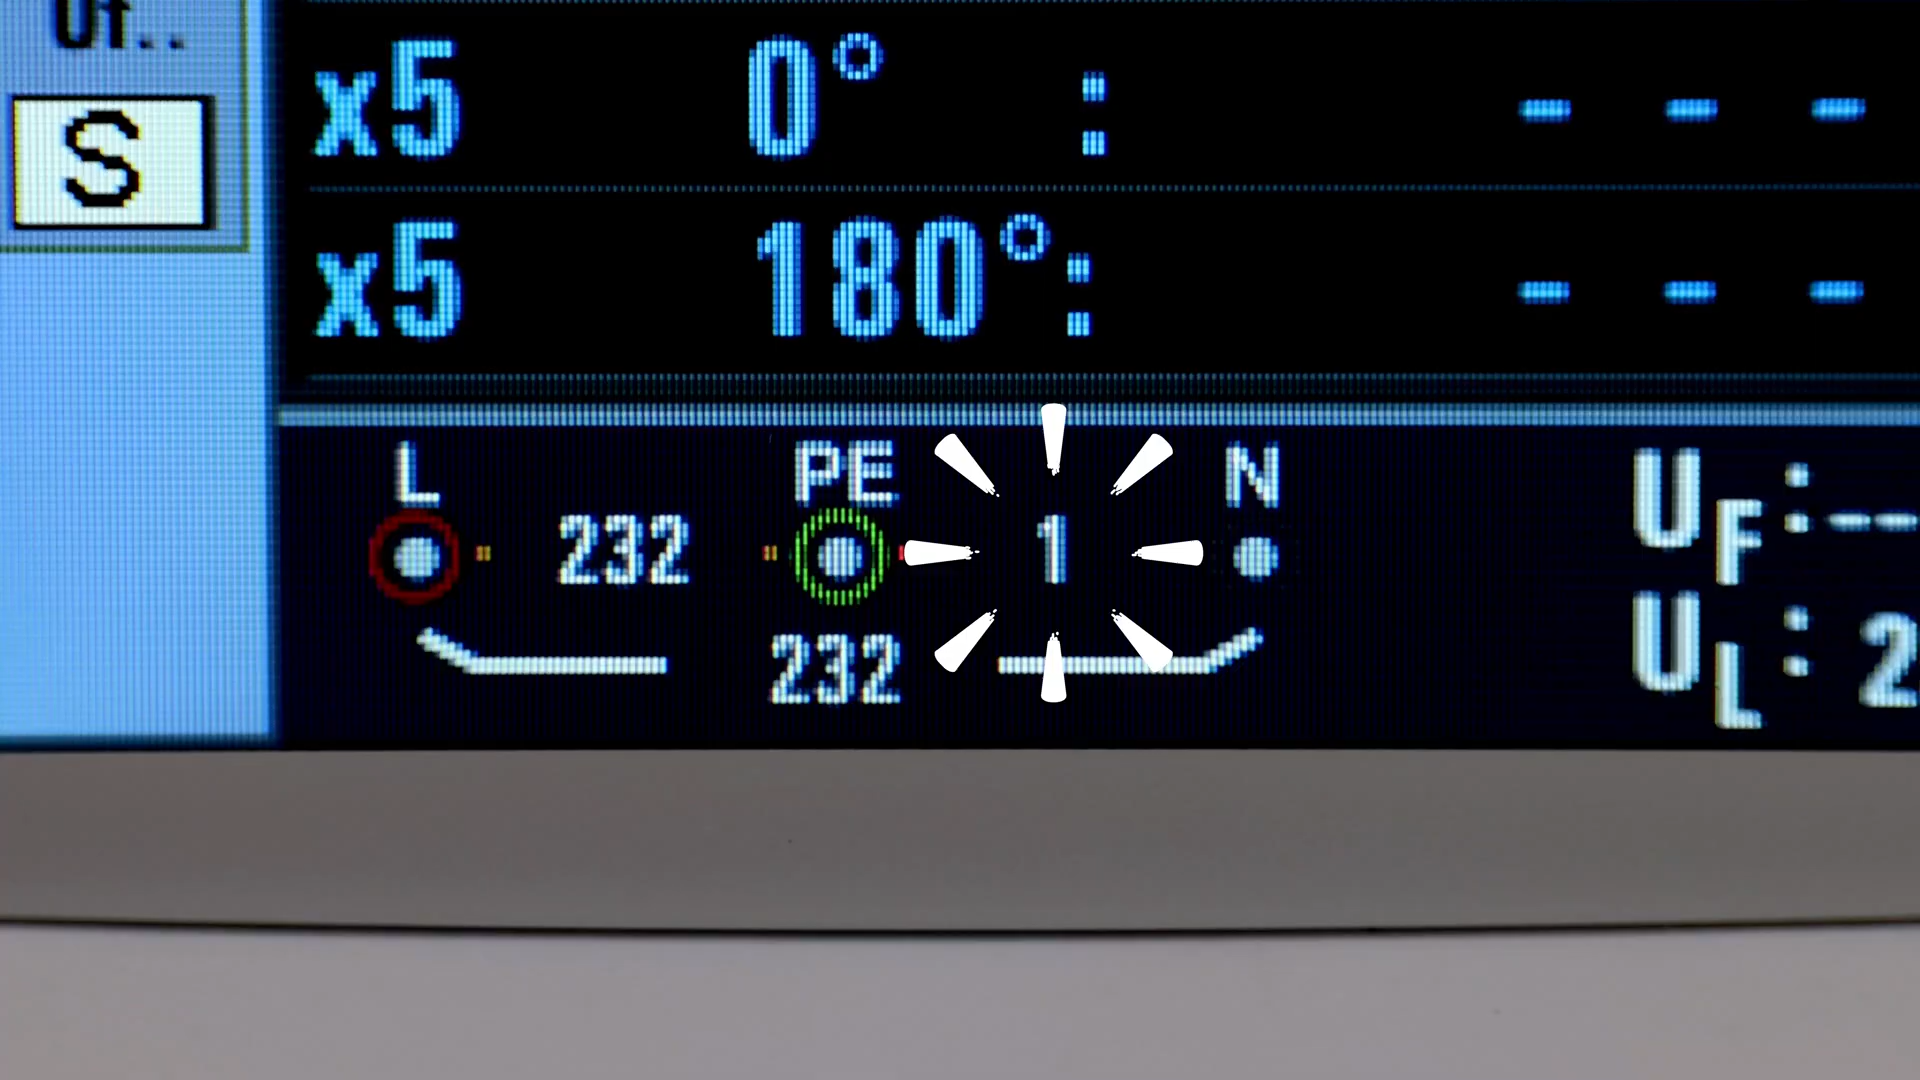 Uf..
S
x5 0° : - - -
x5 180° : - - -
L PE N
232 1
232
UF : --
UL : 2